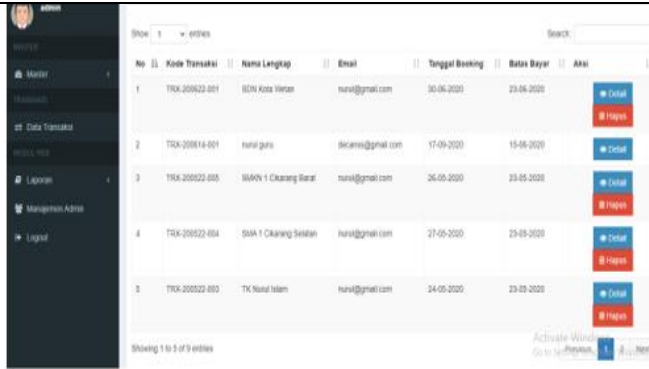 admin
Show entries
Search:
No Kode Transaksi Nama Lengkap Email Tanggal Booking Batas Bayar Aksi
Master
1 TRX-200622-001 SDN Kota Wetan nurul@gmail.com 30-06-2020 23-06-2020 Detail
Hapus
Data Transaksi
2 TRX-200614-001 nurul guru decanns@gmail.com 17-09-2020 15-06-2020 Detail
Laporan
3 TRX-200522-005 SMKN 1 Cikarang Barat nurul@gmail.com 26-05-2020 23-05-2020 Detail
Hapus
Manajemen Admin
Logout
4 TRX-200522-004 SMA 1 Cikarang Selatan nurul@gmail.com 27-05-2020 23-05-2020 Detail
Hapus
5 TRX-200522-003 TK Nurul Islam nurul@gmail.com 24-05-2020 23-05-2020 Detail
Hapus
Showing 1 to 5 of 9 entries
Activate Windows
Previous 1 2 Next